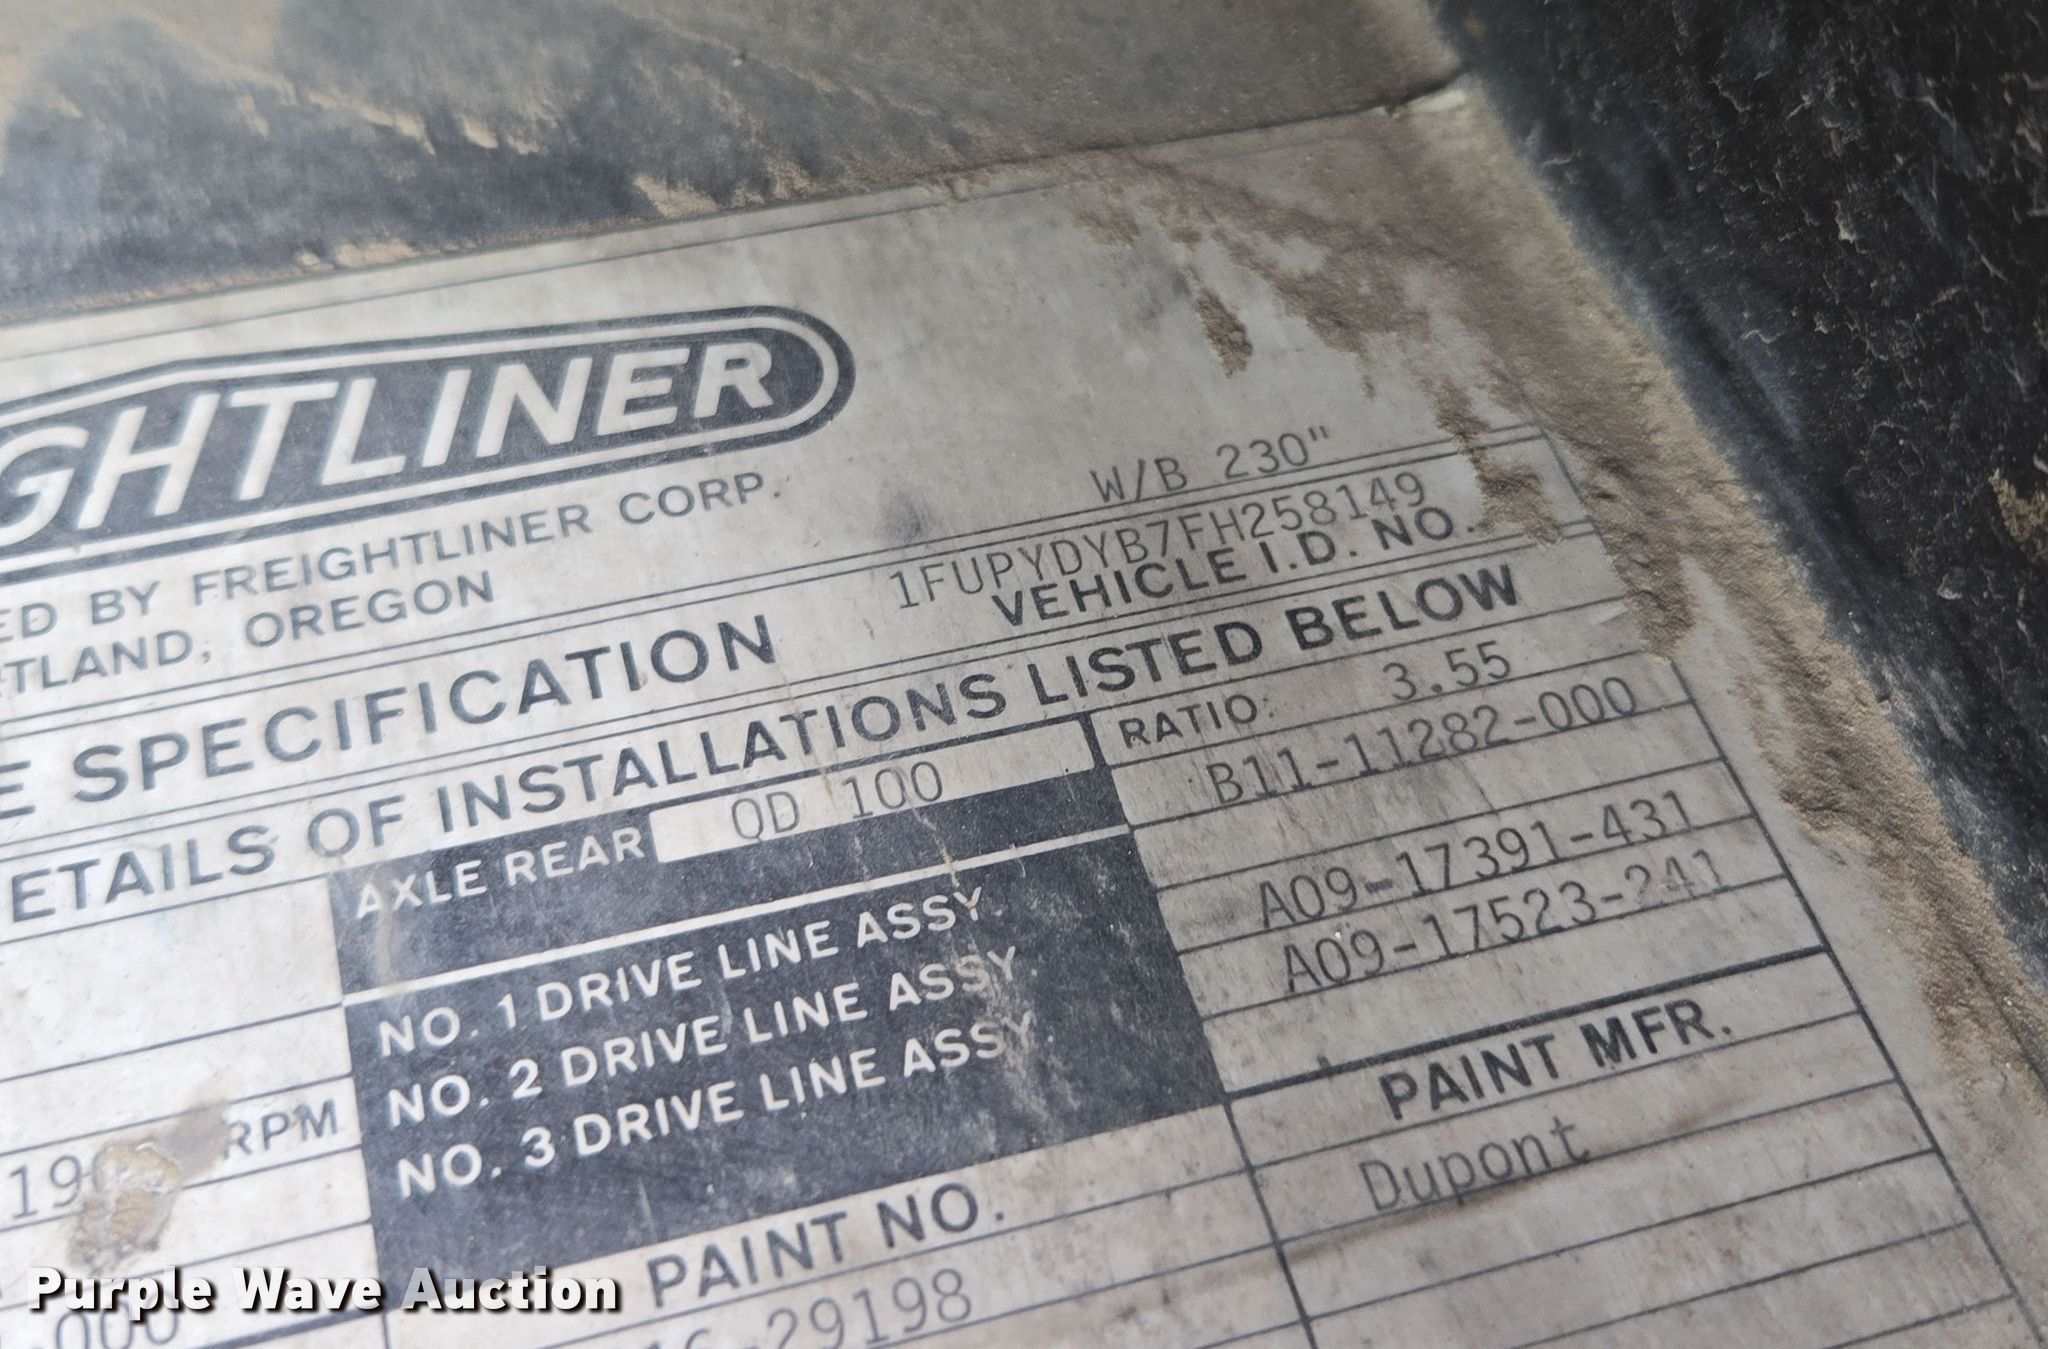 GHTLINER
ED BY FREIGHTLINER CORP.
TLAND, OREGON
W/B 230"
1FUPYDYB7FH258149
VEHICLE I.D. NO.
E SPECIFICATION
ETAILS OF INSTALLATIONS LISTED BELOW
AXLE REAR QD 100 RATIO: 3.55
B11-11282-000
NO. 1 DRIVE LINE ASSY. A09-17391-431
NO. 2 DRIVE LINE ASSY. A09-17523-241
NO. 3 DRIVE LINE ASSY.
RPM
PAINT NO. PAINT MFR.
29198 Dupont
000
Purple Wave Auction